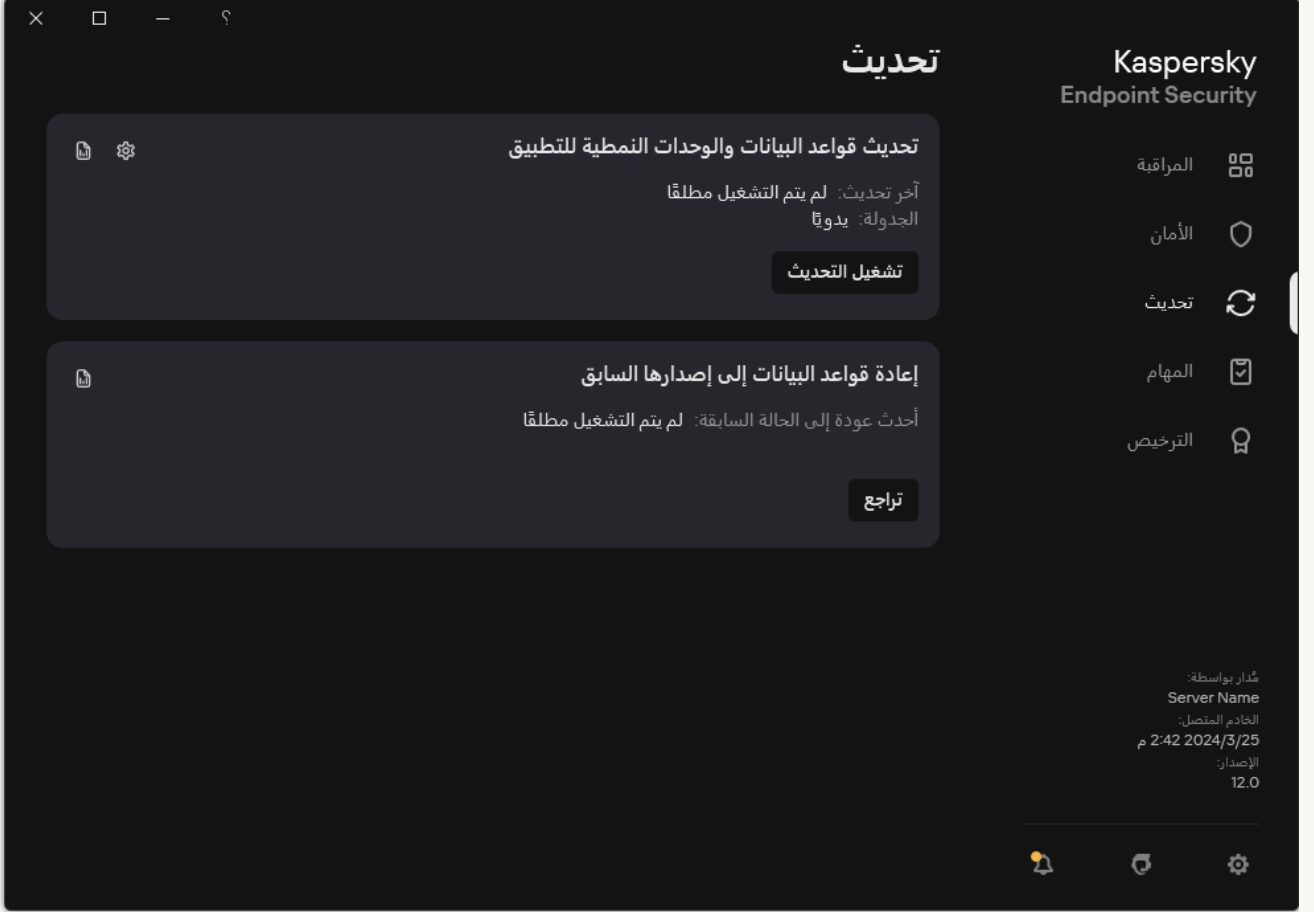 ؟
Kaspersky
Endpoint Security
المراقبة
الأمان
تحديث
المهام
الترخيص
مُدار بواسطة:
Server Name
الخادم المتصل:
2024/3/25 2:42 م
الإصدار:
12.0
تحديث
تحديث قواعد البيانات والوحدات النمطية للتطبيق
آخر تحديث: لم يتم التشغيل مطلقًا
الجدولة: يدويًا
تشغيل التحديث
إعادة قواعد البيانات إلى إصدارها السابق
أحدث عودة إلى الحالة السابقة: لم يتم التشغيل مطلقًا
تراجع